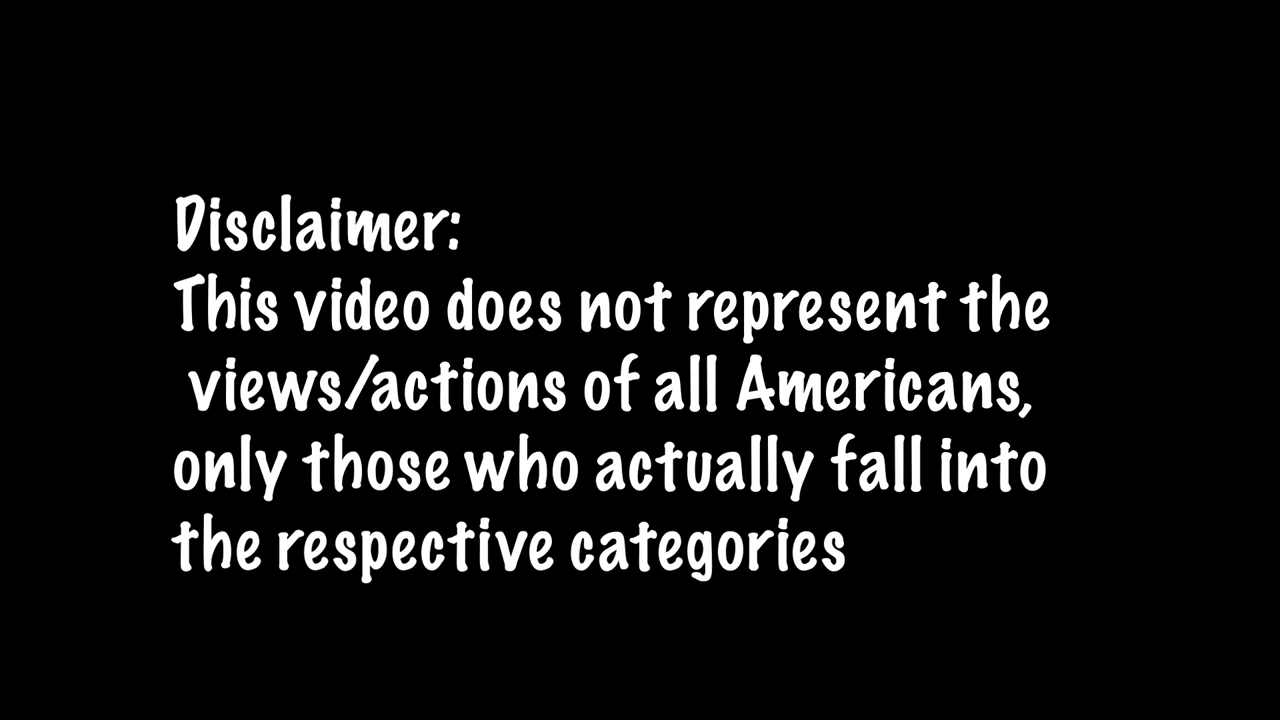 Disclaimer:
This video does not represent the
views/actions of all Americans,
only those who actually fall into
the respective categories